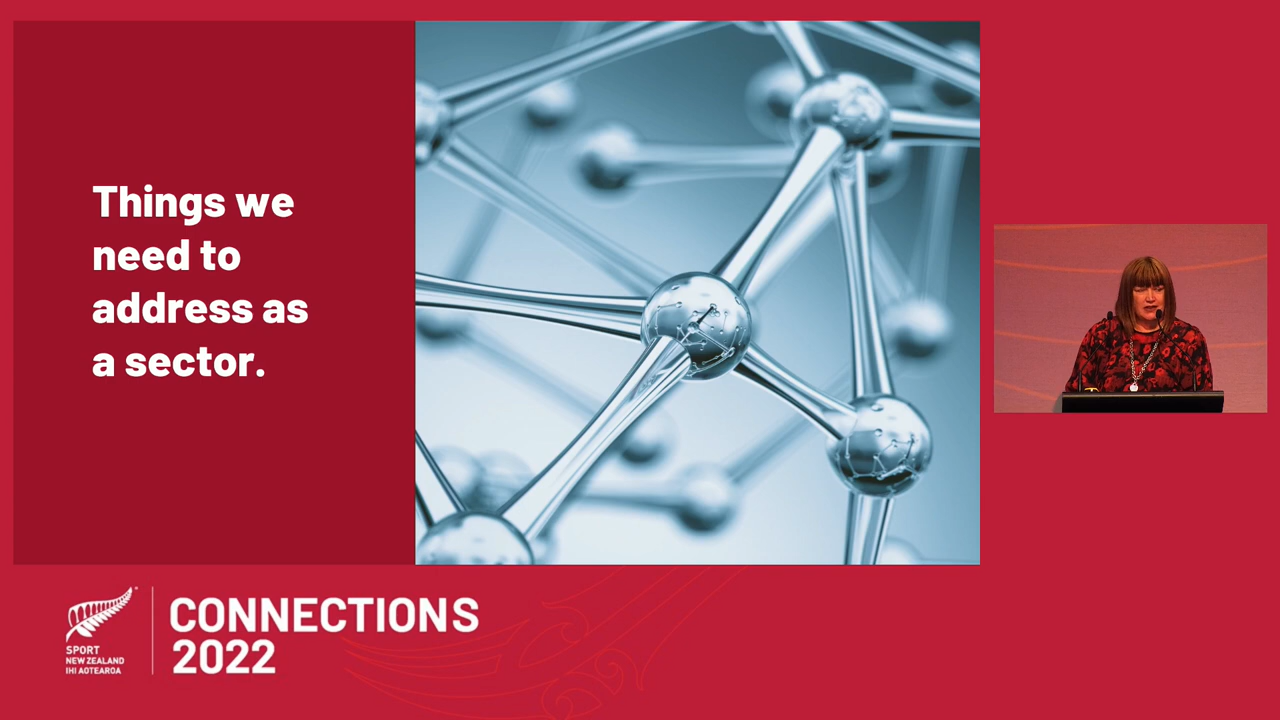 Things we
need to
address as
a sector.
SPORT
NEW ZEALAND
IHI AOTEAROA
CONNECTIONS
2022